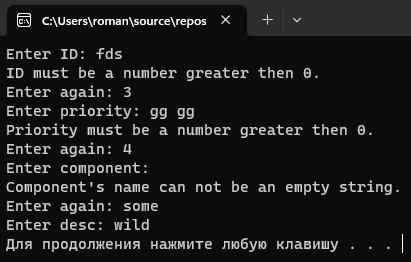 C:\Users\roman\source\repos
Enter ID: fds
ID must be a number greater then 0.
Enter again: 3
Enter priority: gg gg
Priority must be a number greater then 0.
Enter again: 4
Enter component:
Component's name can not be an empty string.
Enter again: some
Enter desc: wild
Для продолжения нажмите любую клавишу . . .